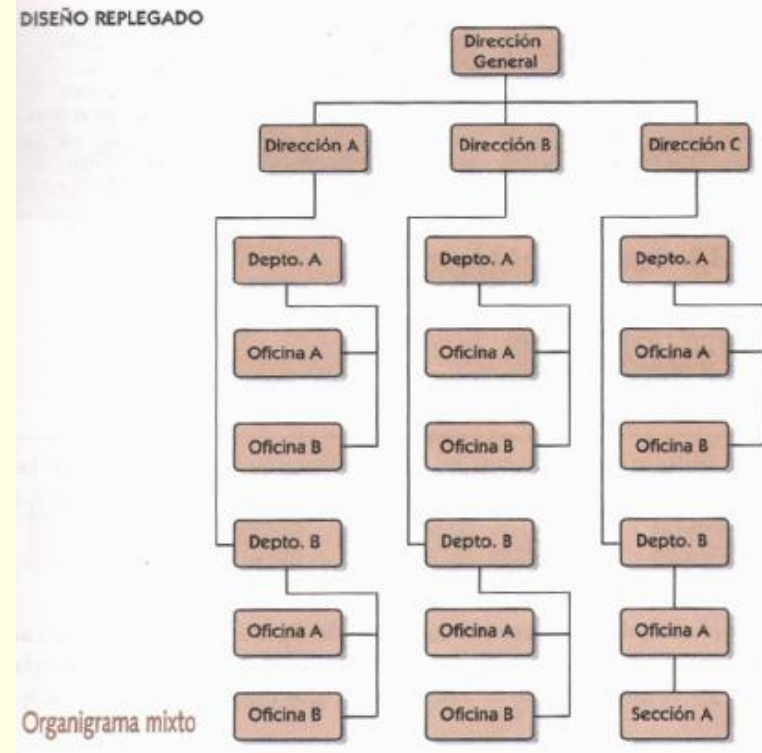 DISEÑO REPLEGADO
Dirección
General
Dirección A
Dirección B
Dirección C
Depto. A
Depto. A
Depto. A
Oficina A
Oficina A
Oficina A
Oficina B
Oficina B
Oficina B
Depto. B
Depto. B
Depto. B
Oficina A
Oficina A
Oficina A
Oficina B
Oficina B
Sección A
Organigrama mixto